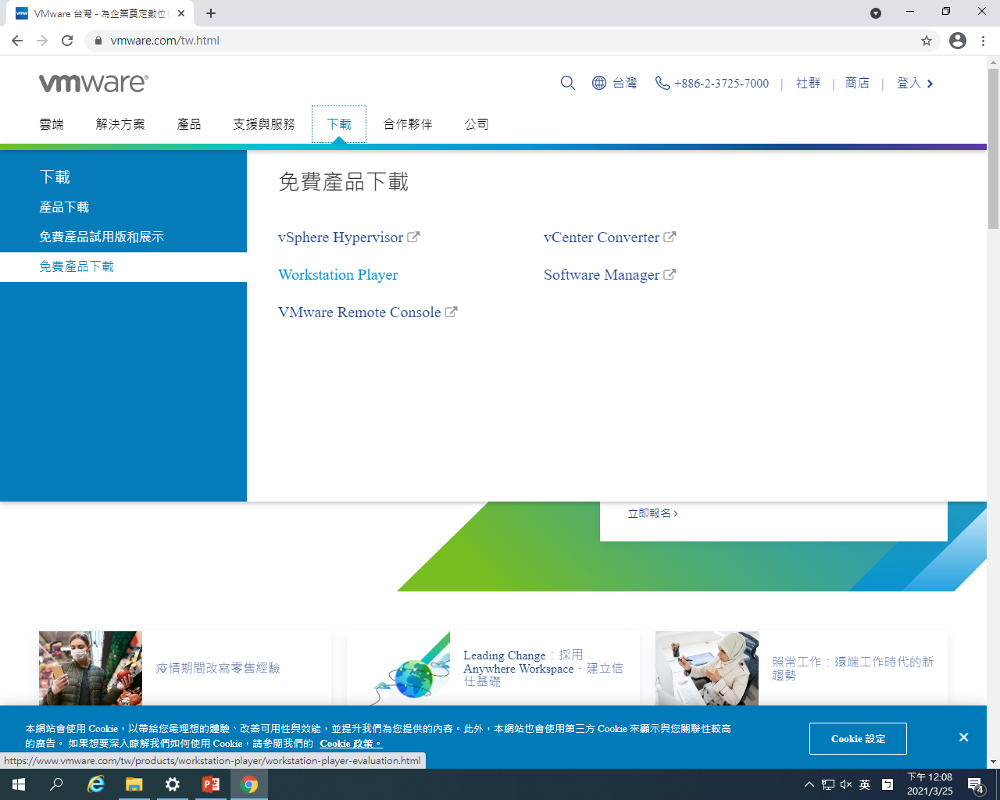 VMware 台灣 - 為企業奠定數位
vmware.com/tw.html
vmware®
台灣
+886-2-3725-7000 | 社群 | 商店 | 登入
雲端 解決方案 產品 支援與服務 下載 合作夥伴 公司
下載
產品下載
免費產品試用版和展示
免費產品下載
免費產品下載
vSphere Hypervisor
vCenter Converter
Workstation Player
Software Manager
VMware Remote Console
立即報名
疫情期間改寫零售經驗
Leading Change：採用
Anywhere Workspace，建立信
任基礎
照常工作：遠端工作時代的新
趨勢
本網站會使用 Cookie，以帶給您最理想的體驗、改善可用性與效能，並提升我們為您提供的內容。此外，本網站也會使用第三方 Cookie 來顯示與您關聯性較高
的廣告。 如果想要深入瞭解我們如何使用 Cookie，請參閱我們的 Cookie 政策。
Cookie 設定
https://www.vmware.com/tw/products/workstation-player/workstation-player-evaluation.html
英
下午 12:08
2021/3/25
4